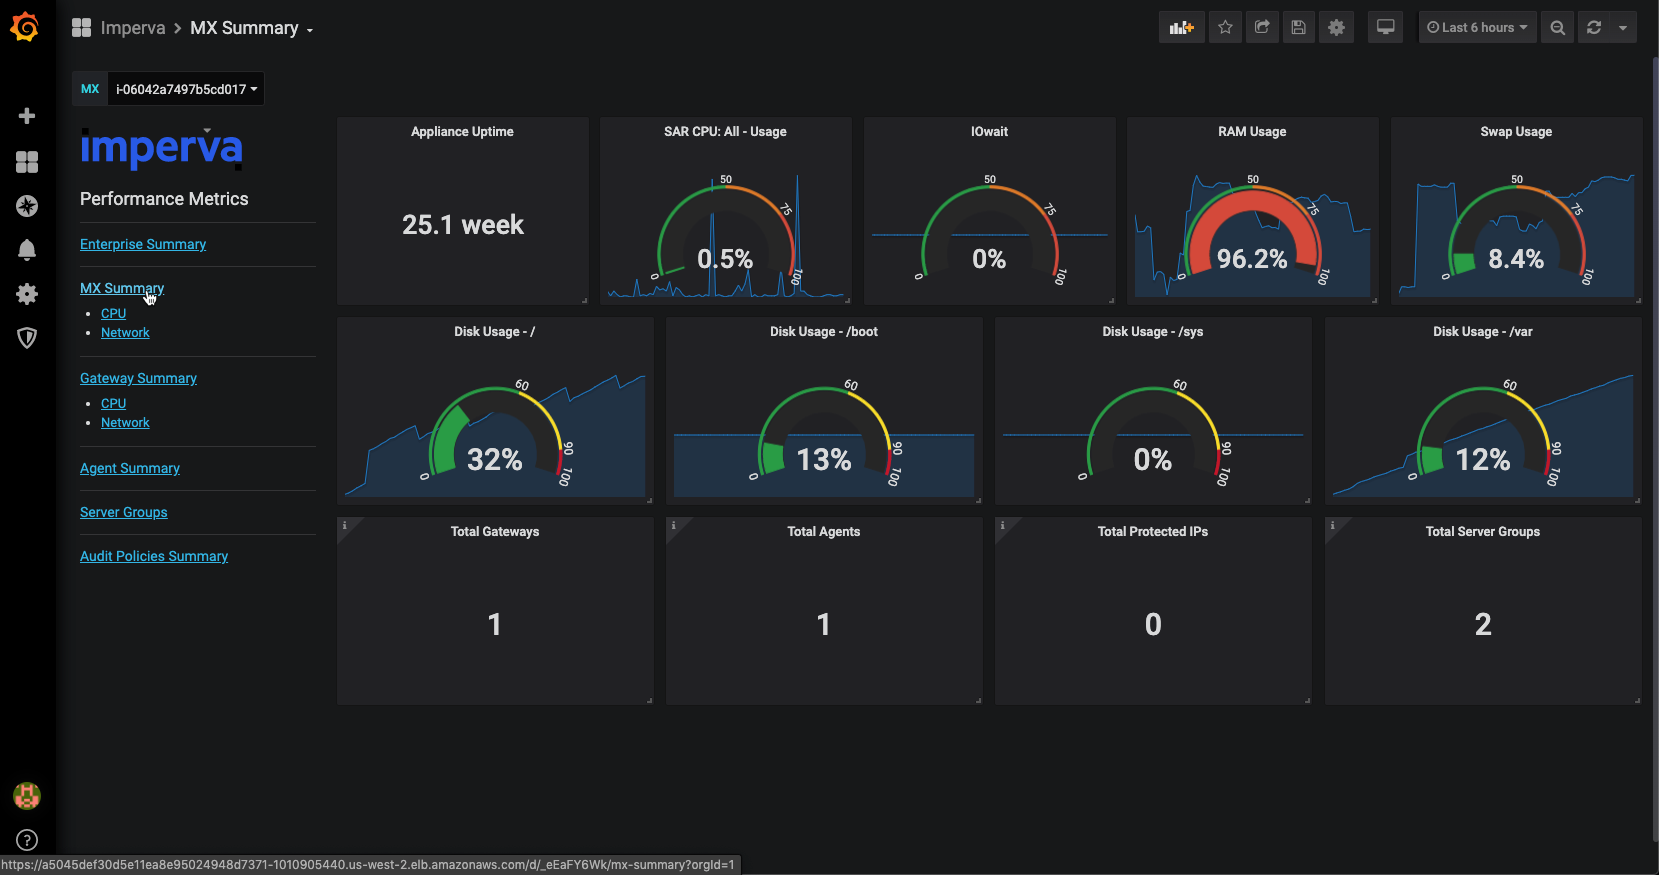 Imperva > MX Summary
Last 6 hours
MX i-06042a7497b5cd017
imperva
Performance Metrics
Enterprise Summary
MX Summary
• CPU
• Network
Gateway Summary
• CPU
• Network
Agent Summary
Server Groups
Audit Policies Summary
Appliance Uptime
25.1 week
SAR CPU: All - Usage
0 50 75 100
0.5%
IOwait
0 50 75 100
0%
RAM Usage
0 50 75 100
96.2%
Swap Usage
0 50 75 100
8.4%
Disk Usage - /
0 60 90 100
32%
Disk Usage - /boot
0 60 90 100
13%
Disk Usage - /sys
0 60 90 100
0%
Disk Usage - /var
0 60 90 100
12%
i
Total Gateways
1
i
Total Agents
1
i
Total Protected IPs
0
i
Total Server Groups
2
?
https://a5045def30d5e11ea8e95024948d7371-1010905440.us-west-2.elb.amazonaws.com/d/_eEaFY6Wk/mx-summary?orgId=1